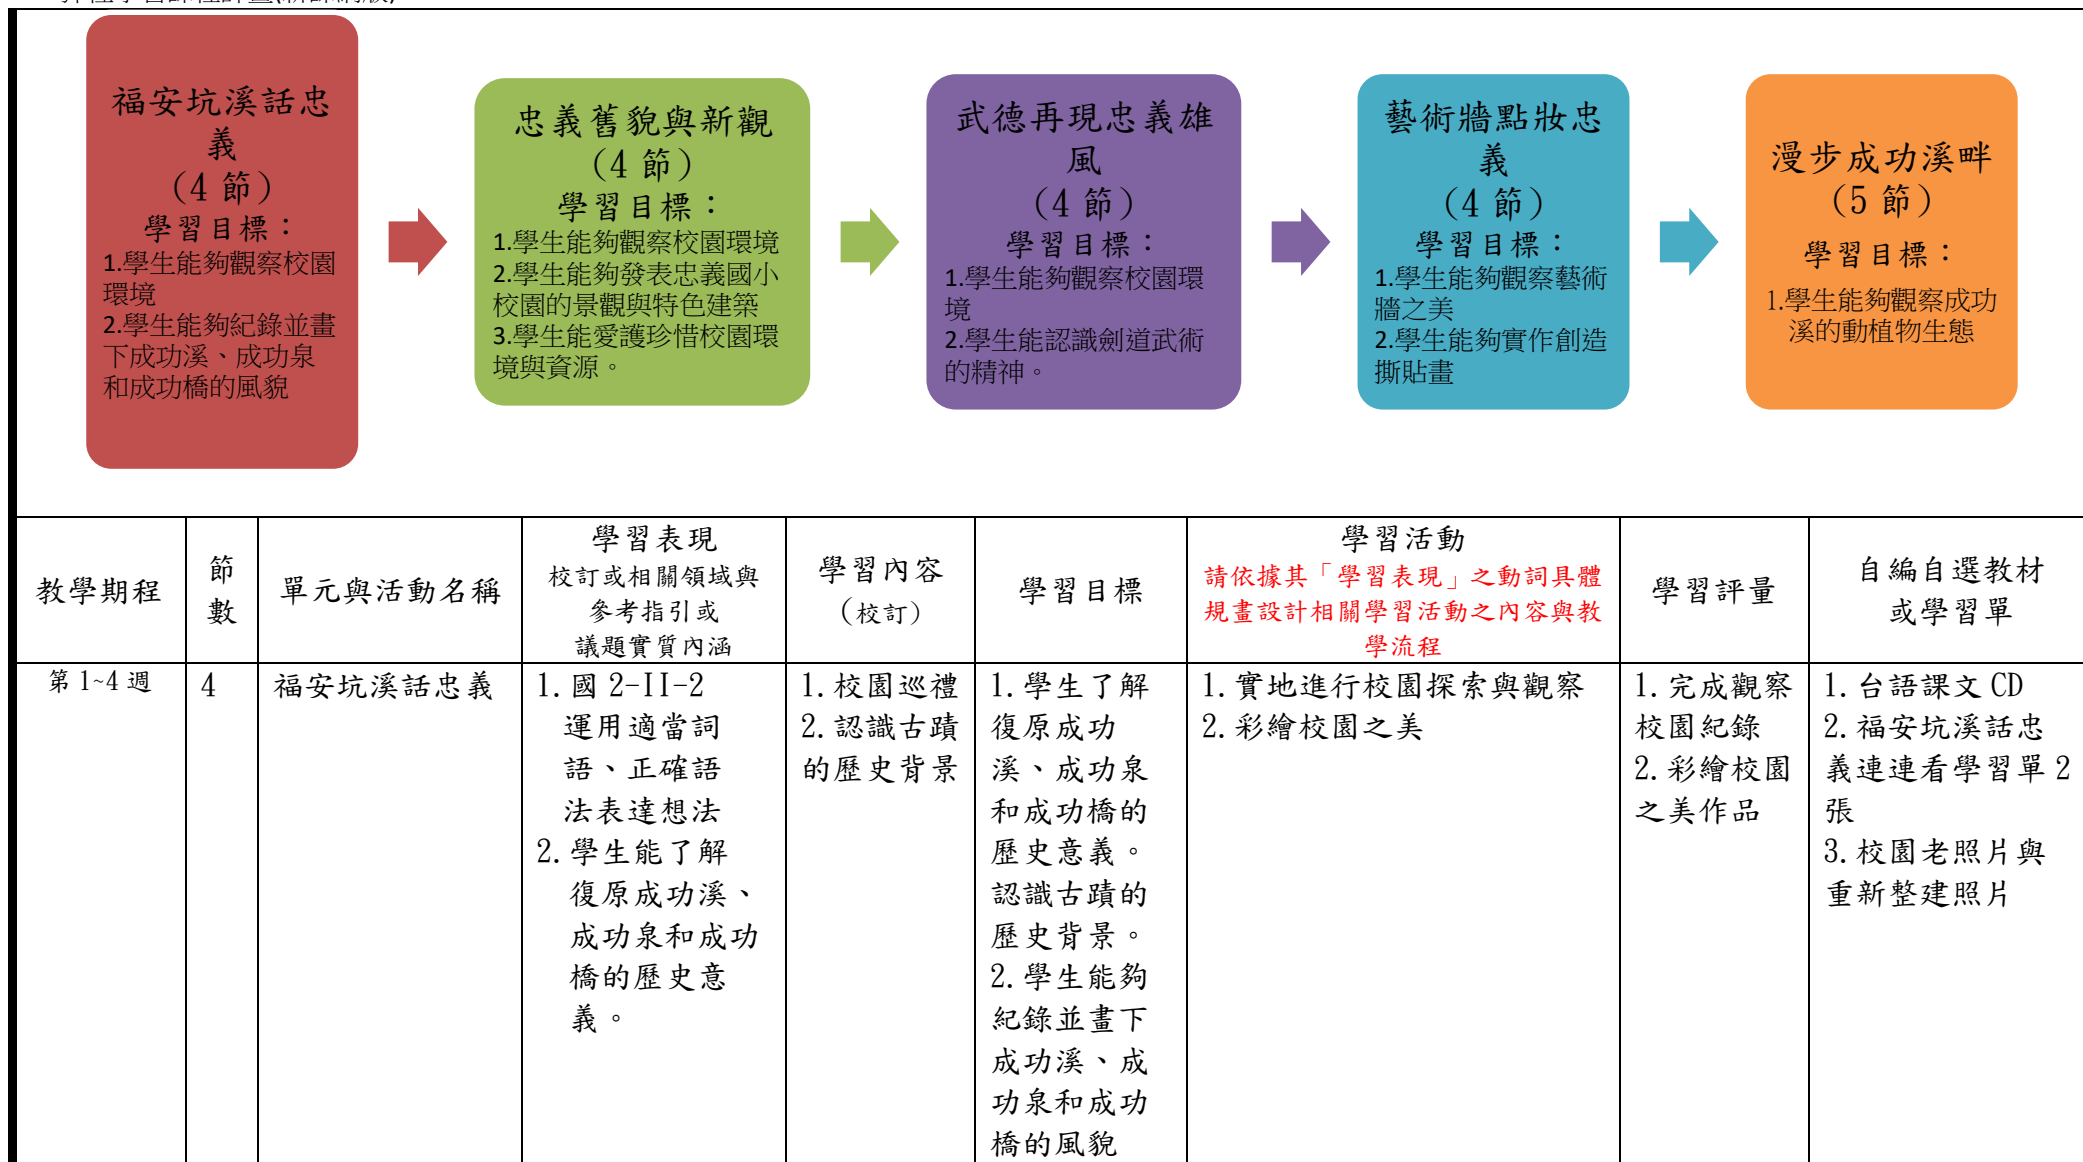 彈性學習課程計畫(新課綱版)
福安坑溪話忠
義
(4 節)
學習目標：
1.學生能夠觀察校園
環境
2.學生能夠紀錄並畫
下成功溪、成功泉
和成功橋的風貌
忠義舊貌與新觀
(4 節)
學習目標：
1.學生能夠觀察校園環境
2.學生能夠發表忠義國小
校園的景觀與特色建築
3.學生能愛護珍惜校園環
境與資源。
武德再現忠義雄
風
(4 節)
學習目標：
1.學生能夠觀察校園環
境
2.學生能認識劍道武術
的精神。
藝術牆點妝忠
義
(4 節)
學習目標：
1.學生能夠觀察藝術
牆之美
2.學生能夠實作創造
撕貼畫
漫步成功溪畔
(5 節)
學習目標：
1.學生能夠觀察成功
溪的動植物生態
教學期程
節
數
單元與活動名稱
學習表現
校訂或相關領域與
參考指引或
議題實質內涵
學習內容
(校訂)
學習目標
學習活動
請依據其「學習表現」之動詞具體
規畫設計相關學習活動之內容與教
學流程
學習評量
自編自選教材
或學習單
第 1~4 週
4
福安坑溪話忠義
1. 國 2-II-2
運用適當詞
語、正確語
法表達想法
2. 學生能了解
復原成功溪、
成功泉和成功
橋的歷史意
義。
1. 校園巡禮
2. 認識古蹟
的歷史背景
1. 學生了解
復原成功
溪、成功泉
和成功橋的
歷史意義。
認識古蹟的
歷史背景。
2. 學生能夠
紀錄並畫下
成功溪、成
功泉和成功
橋的風貌
1. 實地進行校園探索與觀察
2. 彩繪校園之美
1. 完成觀察
校園紀錄
2. 彩繪校園
之美作品
1. 台語課文 CD
2. 福安坑溪話忠
義連連看學習單 2
張
3. 校園老照片與
重新整建照片